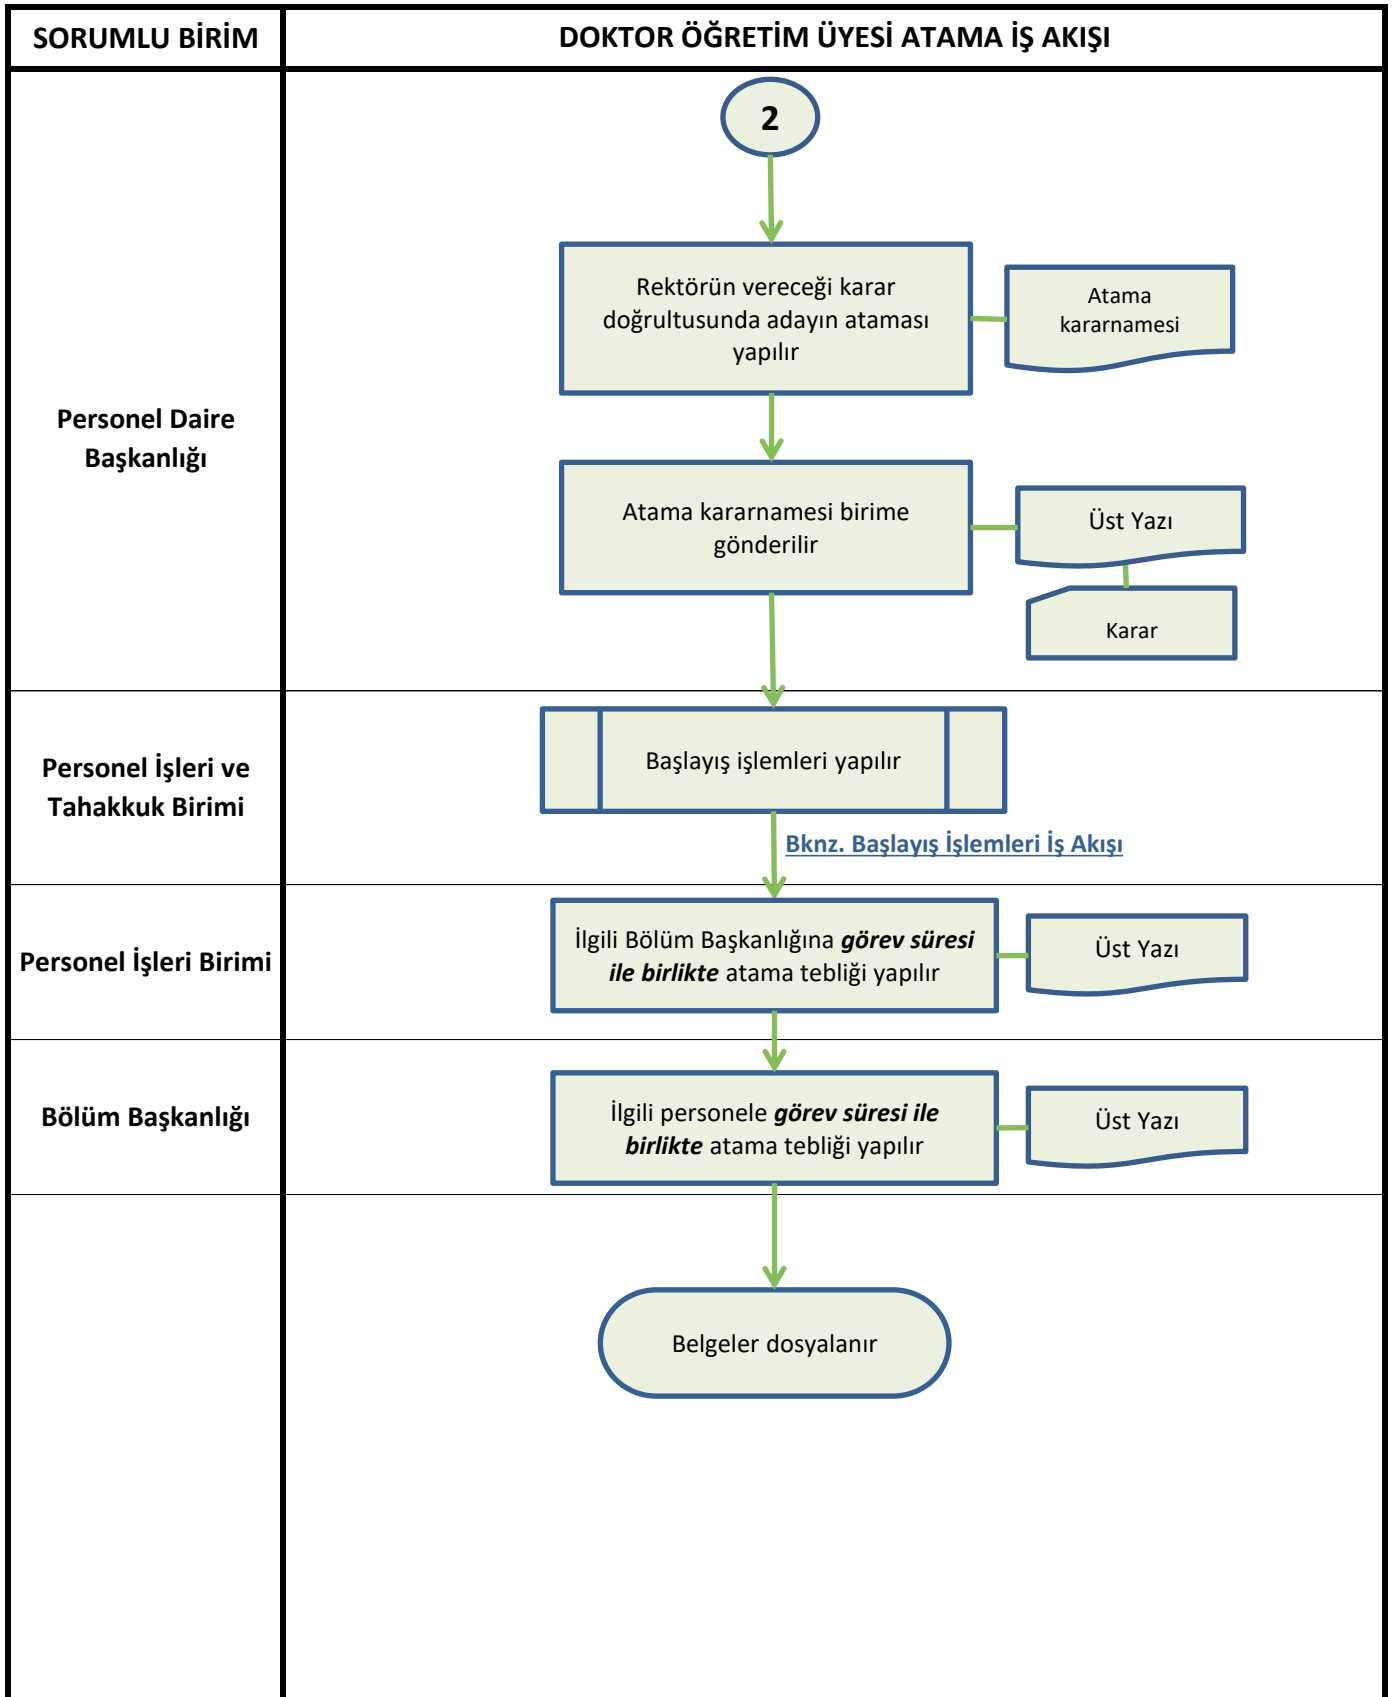 SORUMLU BİRİM
DOKTOR ÖĞRETİM ÜYESİ ATAMA İŞ AKIŞI
2
Rektörün vereceği karar
doğrultusunda adayın ataması
yapılır
Atama
kararnamesi
Personel Daire
Başkanlığı
Atama kararnamesi birime
gönderilir
Üst Yazı
Karar
Personel İşleri ve
Tahakkuk Birimi
Başlayış işlemleri yapılır
Bknz. Başlayış İşlemleri İş Akışı
Personel İşleri Birimi
İlgili Bölüm Başkanlığına görev süresi
ile birlikte atama tebliği yapılır
Üst Yazı
Bölüm Başkanlığı
İlgili personele görev süresi ile
birlikte atama tebliği yapılır
Üst Yazı
Belgeler dosyalanır